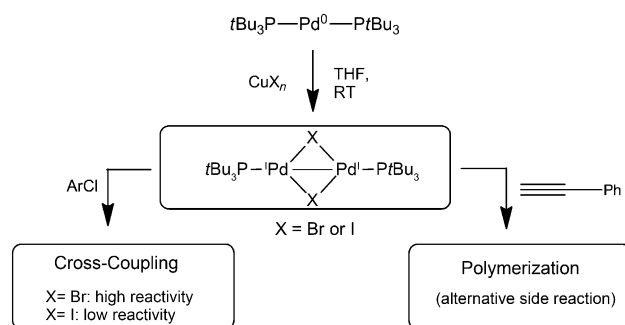 tBu₃P—Pd⁰—PtBu₃
CuXₙ
THF,
RT
X
tBu₃P–ᴵPd—Pdᴵ–PtBu₃
X
X = Br or I
ArCl
Ph
Cross-Coupling
X= Br: high reactivity
X= I: low reactivity
Polymerization
(alternative side reaction)